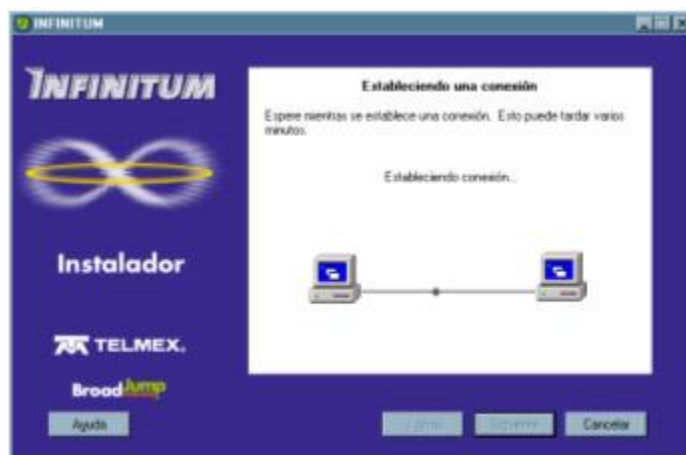 INFINITUM
INFINITUM
Estableciendo una conexión
Espere mientras se establece una conexión. Esto puede tardar varios
minutos.
Estableciendo conexión...
Instalador
TELMEX.
BroadJump
Ayuda
Siguiente
Cancelar